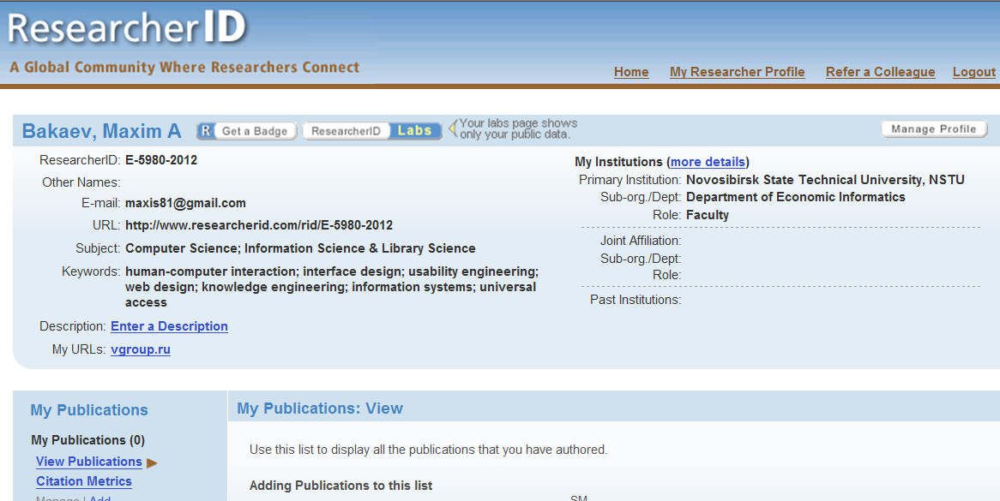 ResearcherID
A Global Community Where Researchers Connect
Home My Researcher Profile Refer a Colleague Logout
Bakaev, Maxim A R Get a Badge ResearcherID Labs Your labs page shows
only your public data.
Manage Profile
ResearcherID: E-5980-2012
Other Names:
E-mail: maxis81@gmail.com
URL: http://www.researcherid.com/rid/E-5980-2012
Subject: Computer Science; Information Science & Library Science
Keywords: human-computer interaction; interface design; usability engineering;
web design; knowledge engineering; information systems; universal
access
Description: Enter a Description
My URLs: vgroup.ru
My Institutions (more details)
Primary Institution: Novosibirsk State Technical University, NSTU
Sub-org./Dept: Department of Economic Informatics
Role: Faculty
Joint Affiliation:
Sub-org./Dept:
Role:
Past Institutions:
My Publications
My Publications (0)
View Publications
Citation Metrics
Manage | Add
My Publications: View
Use this list to display all the publications that you have authored.
Adding Publications to this list
SM